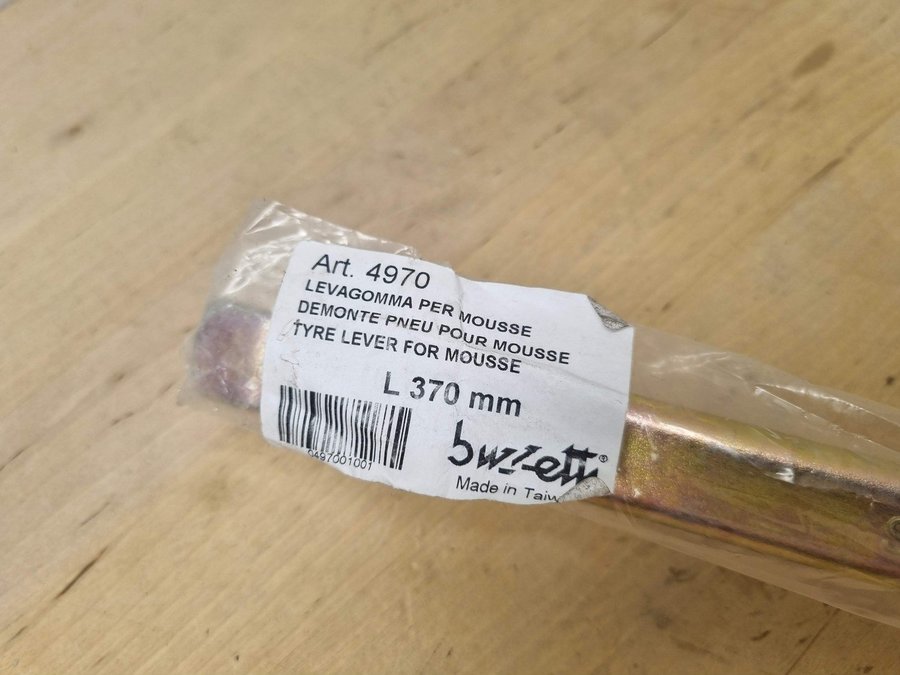 Art. 4970
LEVAGOMMA PER MOUSSE
DEMONTE PNEU POUR MOUSSE
TYRE LEVER FOR MOUSSE
L 370 mm
0497001001
buzzetti®
Made in Taiw